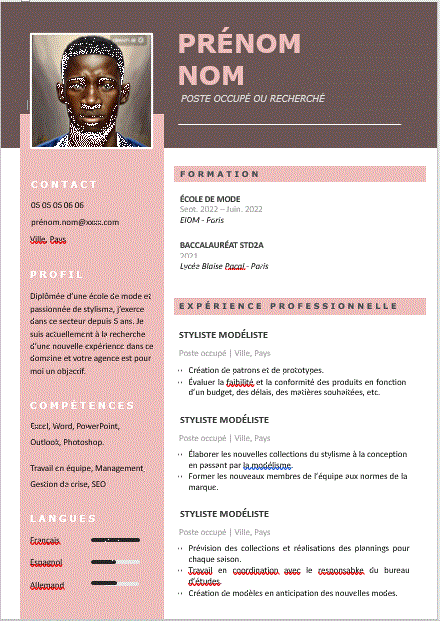 PRÉNOM
NOM
POSTE OCCUPÉ OU RECHERCHÉ
CONTACT
05 05 05 06 06
prénom.nom@xxxx.com
Ville, Pays
PROFIL
Diplômée d'une école de mode et
passionnée de stylisme, j'exerce
dans ce secteur depuis 5 ans. Je
suis actuellement à la recherche
d'une nouvelle expérience dans ce
domaine et votre agence est pour
moi un objectif.
COMPÉTENCES
Excel, Word, PowerPoint,
Outlook, Photoshop.
Travail en équipe, Management
Gestion de crise, SEO
LANGUES
Français
Espagnol
Allemand
FORMATION
ÉCOLE DE MODE
Sept. 2022 – Juin. 2022
EIOM - Paris
BACCALAURÉAT STD2A
2021
Lycée Blaise Pacal - Paris
EXPÉRIENCE PROFESSIONNELLE
STYLISTE MODÉLISTE
Poste occupé | Ville, Pays
Création de patrons et de prototypes.
Évaluer la faibilité et la conformité des produits en fonction
d'un budget, des délais, des matières souhaitées, etc.
STYLISTE MODÉLISTE
Poste occupé | Ville, Pays
Élaborer les nouvelles collections du stylisme à la conception
en passant par la modélisme.
Former les nouveaux membres de l'équipe aux normes de la
marque.
STYLISTE MODÉLISTE
Poste occupé | Ville, Pays
Prévision des collections et réalisations des plannings pour
chaque saison.
Travail en coordination avec le responsable du bureau
d'études.
Création de modèles en anticipation des nouvelles modes.